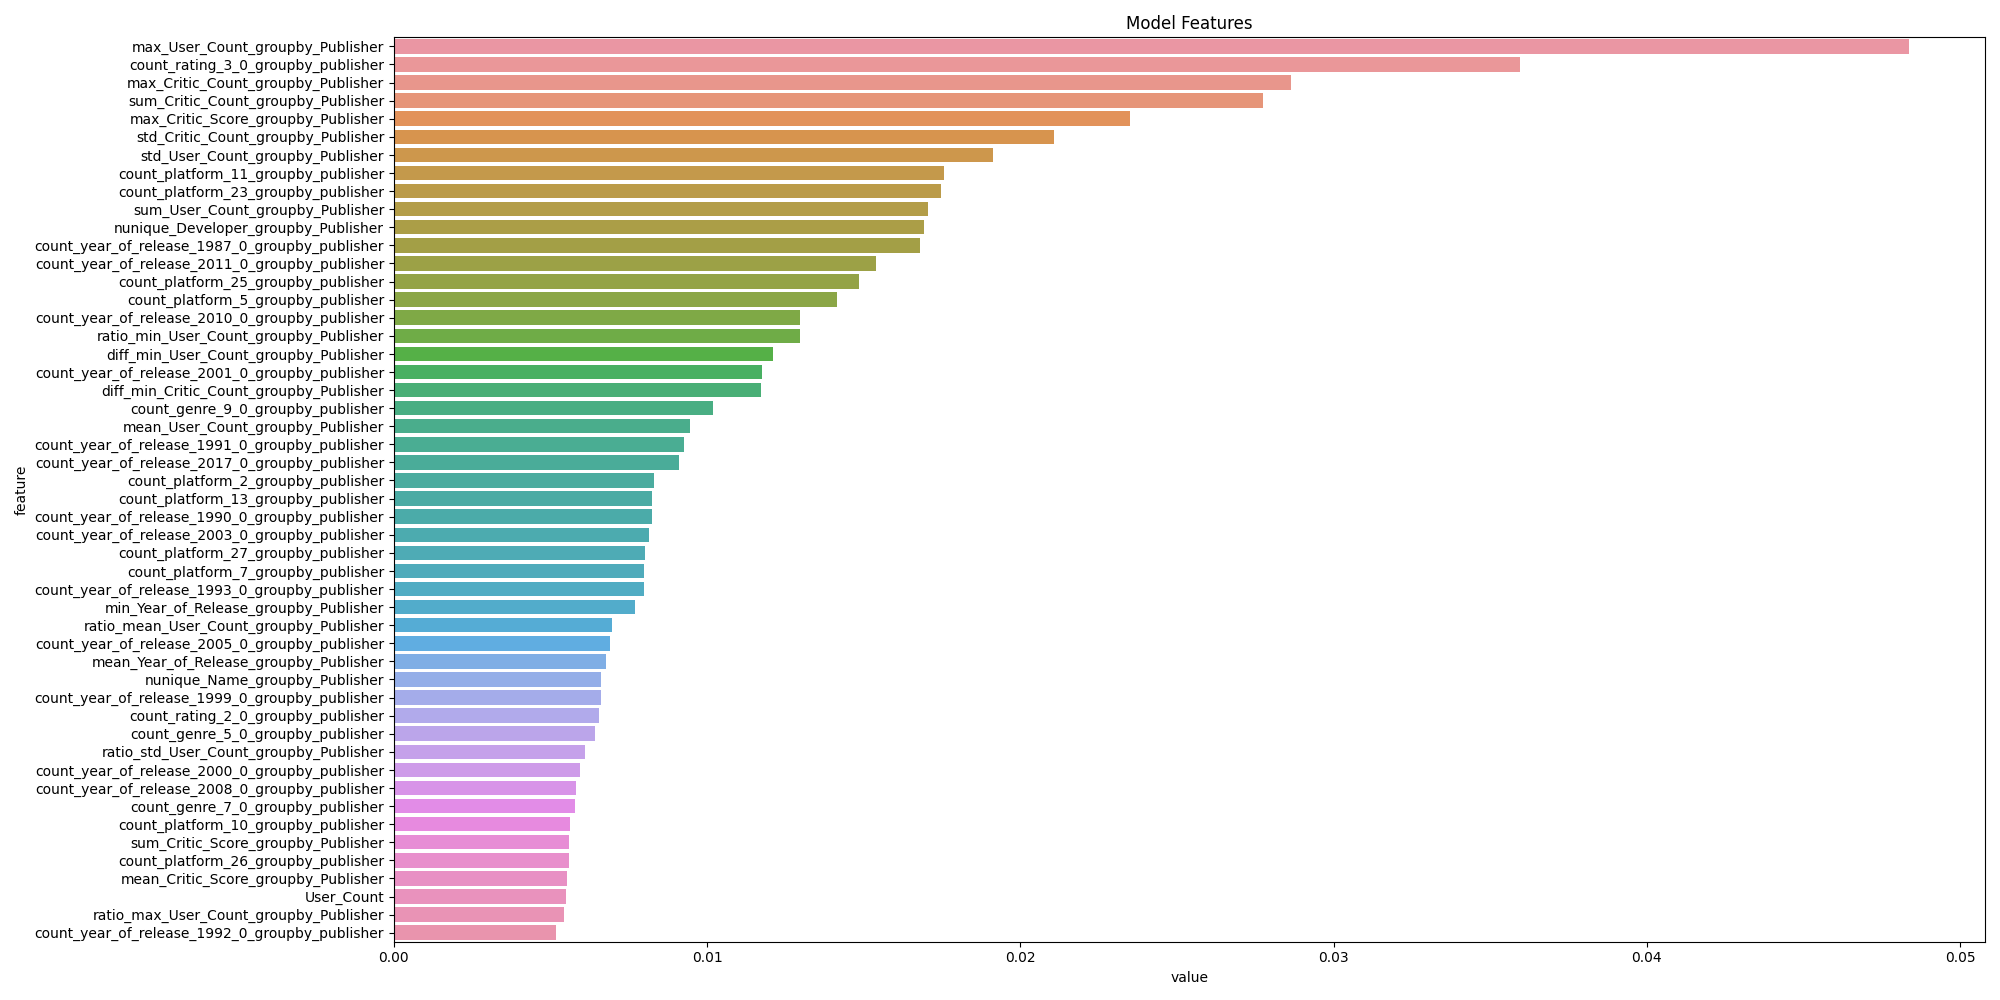 Model Features
max_User_Count_groupby_Publisher
count_rating_3_0_groupby_publisher
max_Critic_Count_groupby_Publisher
sum_Critic_Count_groupby_Publisher
max_Critic_Score_groupby_Publisher
std_Critic_Count_groupby_Publisher
std_User_Count_groupby_Publisher
count_platform_11_groupby_publisher
count_platform_23_groupby_publisher
sum_User_Count_groupby_Publisher
nunique_Developer_groupby_Publisher
count_year_of_release_1987_0_groupby_publisher
count_year_of_release_2011_0_groupby_publisher
count_platform_25_groupby_publisher
count_platform_5_groupby_publisher
count_year_of_release_2010_0_groupby_publisher
ratio_min_User_Count_groupby_Publisher
diff_min_User_Count_groupby_Publisher
count_year_of_release_2001_0_groupby_publisher
diff_min_Critic_Count_groupby_Publisher
count_genre_9_0_groupby_publisher
mean_User_Count_groupby_Publisher
count_year_of_release_1991_0_groupby_publisher
count_year_of_release_2017_0_groupby_publisher
count_platform_2_groupby_publisher
count_platform_13_groupby_publisher
count_year_of_release_1990_0_groupby_publisher
count_year_of_release_2003_0_groupby_publisher
count_platform_27_groupby_publisher
count_platform_7_groupby_publisher
count_year_of_release_1993_0_groupby_publisher
min_Year_of_Release_groupby_Publisher
ratio_mean_User_Count_groupby_Publisher
count_year_of_release_2005_0_groupby_publisher
mean_Year_of_Release_groupby_Publisher
nunique_Name_groupby_Publisher
count_year_of_release_1999_0_groupby_publisher
count_rating_2_0_groupby_publisher
count_genre_5_0_groupby_publisher
ratio_std_User_Count_groupby_Publisher
count_year_of_release_2000_0_groupby_publisher
count_year_of_release_2008_0_groupby_publisher
count_genre_7_0_groupby_publisher
count_platform_10_groupby_publisher
sum_Critic_Score_groupby_Publisher
count_platform_26_groupby_publisher
mean_Critic_Score_groupby_Publisher
User_Count
ratio_max_User_Count_groupby_Publisher
count_year_of_release_1992_0_groupby_publisher
feature
0.00 0.01 0.02 0.03 0.04 0.05
value